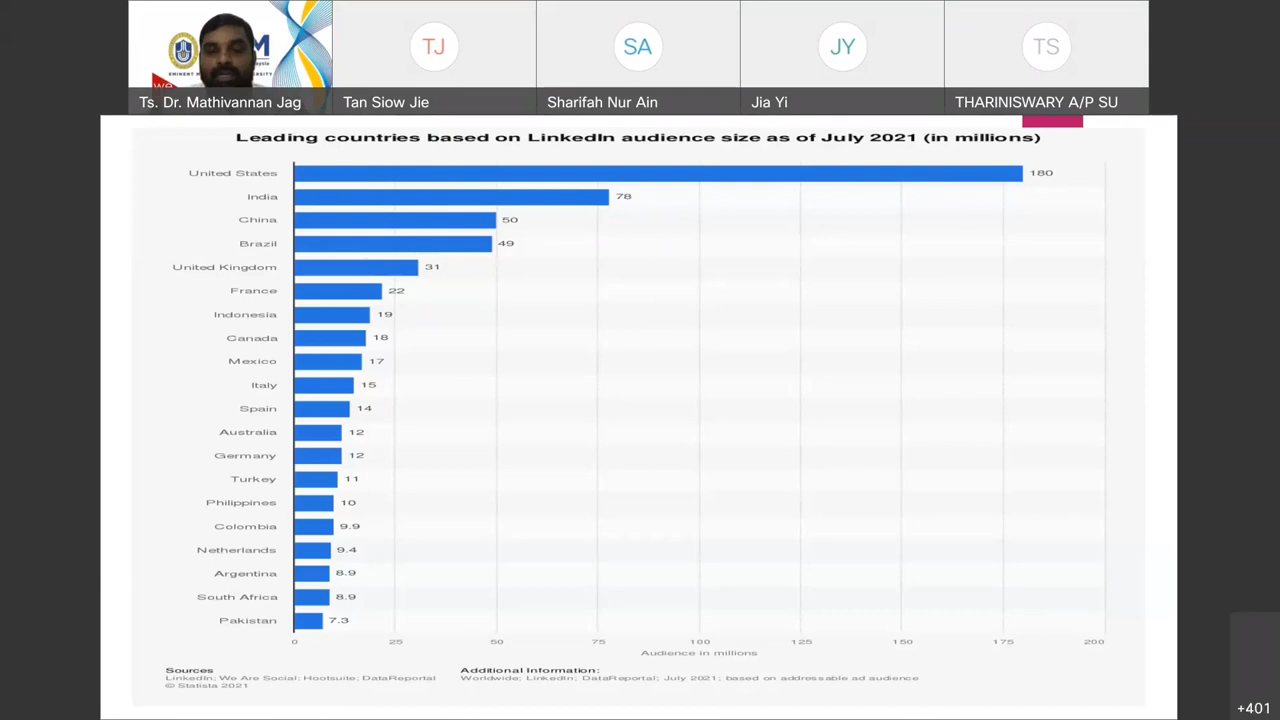 TJ
SA
JY
TS
Ts. Dr. Mathivannan Jag
Tan Siow Jie
Sharifah Nur Ain
Jia Yi
THARINISWARY A/P SU
Leading countries based on LinkedIn audience size as of July 2021 (in millions)
United States 180
India 78
China 50
Brazil 49
United Kingdom 31
France 22
Indonesia 19
Canada 18
Mexico 17
Italy 15
Spain 14
Australia 12
Germany 12
Turkey 11
Philippines 10
Colombia 9.9
Netherlands 9.4
Argentina 8.9
South Africa 8.9
Pakistan 7.3
0 25 50 75 100 125 150 175 200
Audience in millions
Sources
LinkedIn; We Are Social; Hootsuite; DataReportal
© Statista 2021
Additional Information:
Worldwide; LinkedIn; DataReportal; July 2021; based on addressable ad audience
+401